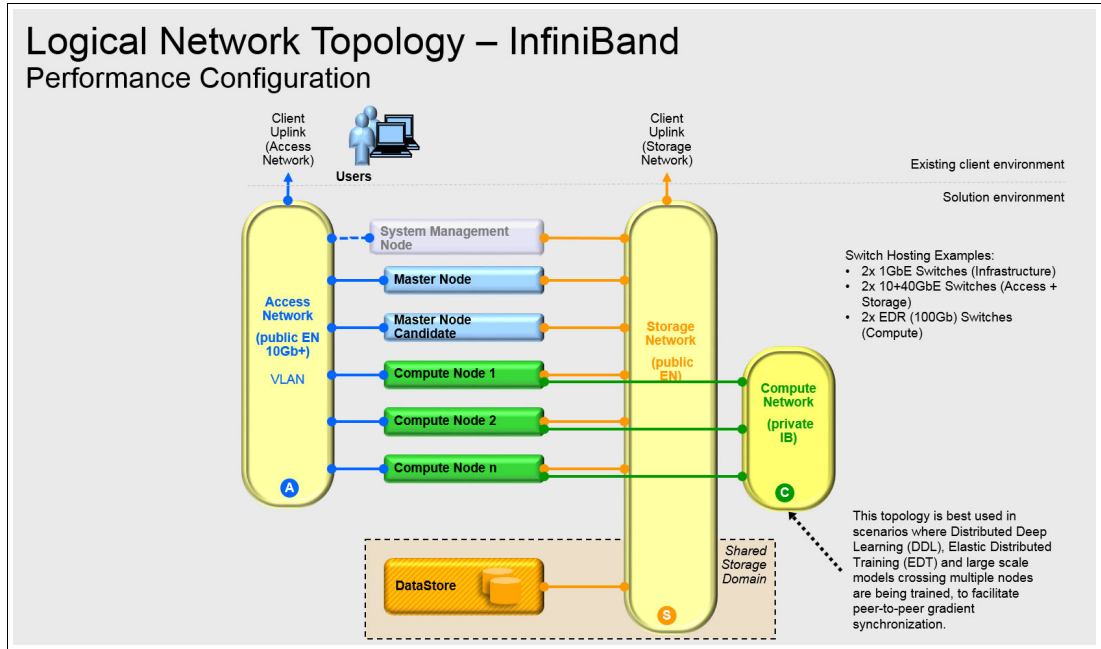 Logical Network Topology – InfiniBand
Performance Configuration
Client
Uplink
(Access
Network)
Users
Client
Uplink
(Storage
Network)
Existing client environment
Solution environment
System Management
Node
Master Node
Master Node
Candidate
Compute Node 1
Compute Node 2
Compute Node n
Access
Network
(public EN
10Gb+)
VLAN
A
Storage
Network
(public
EN)
S
Switch Hosting Examples:
• 2x 1GbE Switches (Infrastructure)
• 2x 10+40GbE Switches (Access +
Storage)
• 2x EDR (100Gb) Switches
(Compute)
Compute
Network
(private
IB)
C
DataStore
Shared
Storage
Domain
This topology is best used in
scenarios where Distributed Deep
Learning (DDL), Elastic Distributed
Training (EDT) and large scale
models crossing multiple nodes
are being trained, to facilitate
peer-to-peer gradient
synchronization.